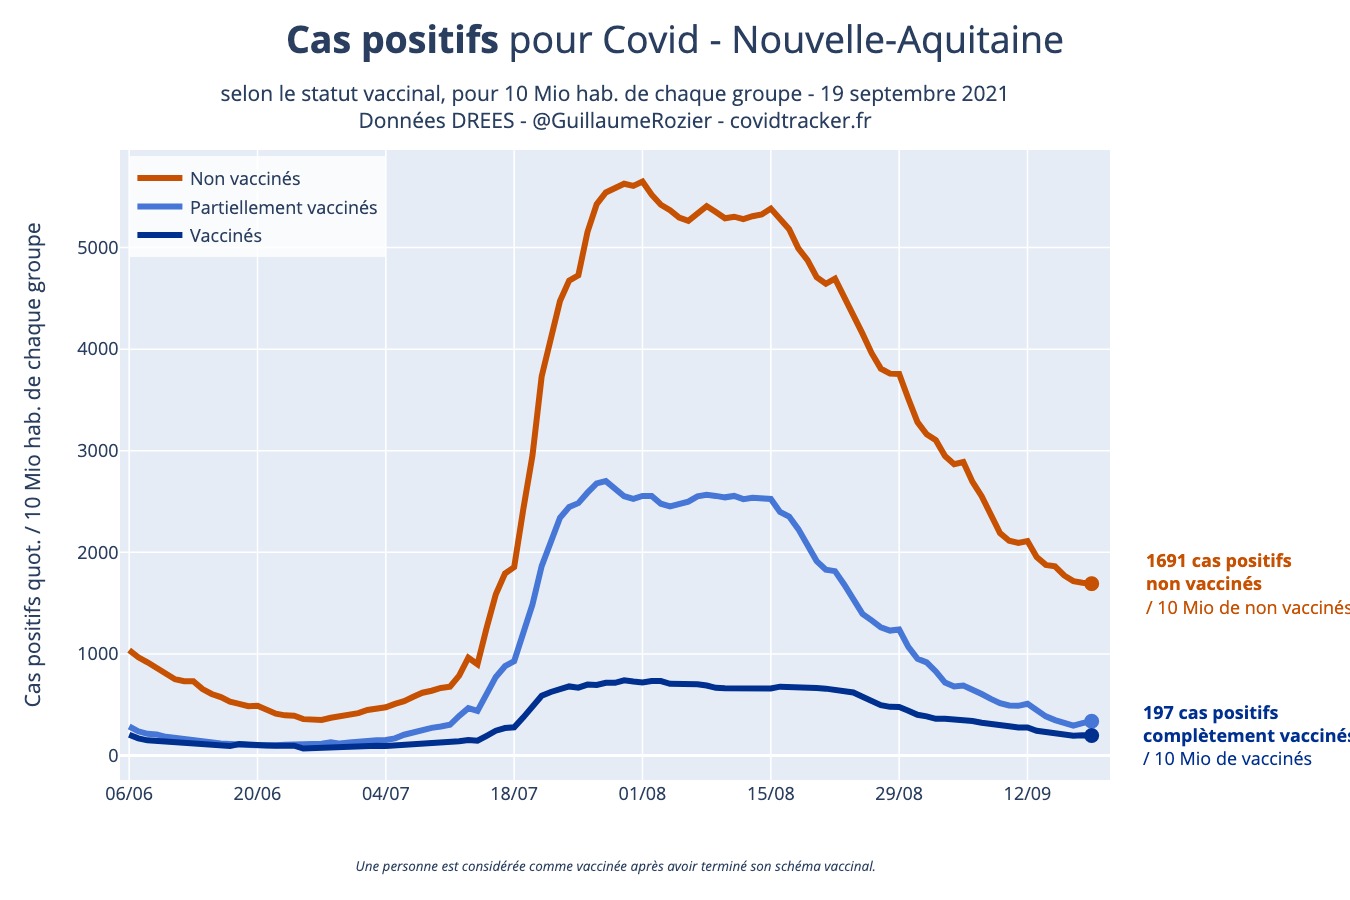 Cas positifs pour Covid - Nouvelle-Aquitaine
selon le statut vaccinal, pour 10 Mio hab. de chaque groupe - 19 septembre 2021
Données DREES - @GuillaumeRozier - covidtracker.fr
Non vaccinés
Partiellement vaccinés
Vaccinés
Cas positifs quot. / 10 Mio hab. de chaque groupe
5000
4000
3000
2000
1000
0
06/06
20/06
04/07
18/07
01/08
15/08
29/08
12/09
1691 cas positifs
non vaccinés
/ 10 Mio de non vaccinés
197 cas positifs
complètement vaccinés
/ 10 Mio de vaccinés
Une personne est considérée comme vaccinée après avoir terminé son schéma vaccinal.